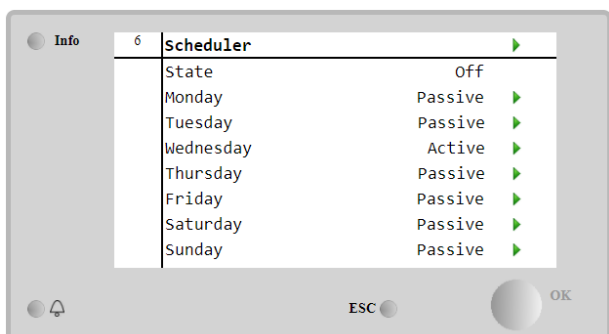 Info
6 Scheduler
State Off
Monday Passive
Tuesday Passive
Wednesday Active
Thursday Passive
Friday Passive
Saturday Passive
Sunday Passive
ESC
OK